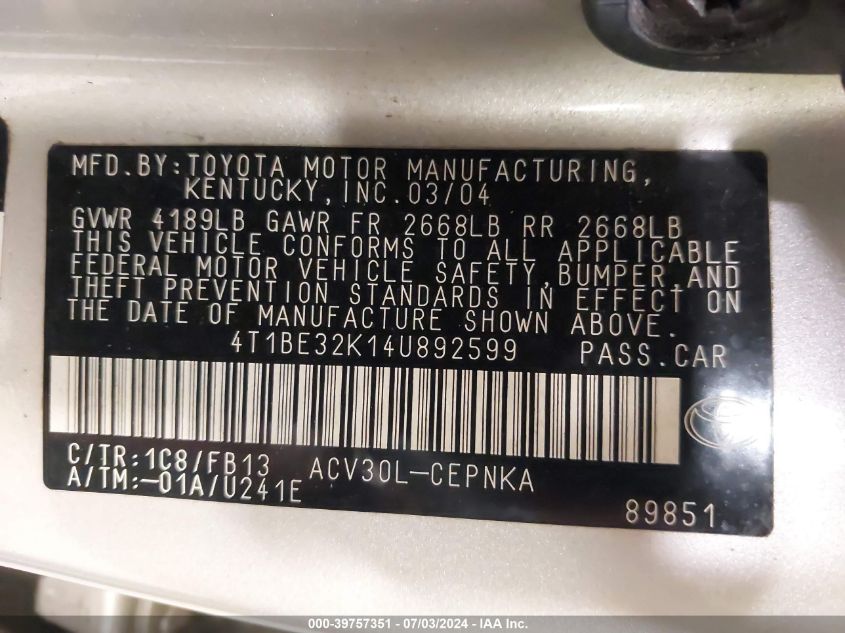 MFD.BY:TOYOTA MOTOR MANUFACTURING,
KENTUCKY,INC.03/04
GVWR 4189LB GAWR FR 2668LB RR 2668LB
THIS VEHICLE CONFORMS TO ALL APPLICABLE
FEDERAL MOTOR VEHICLE SAFETY,BUMPER,AND
THEFT PREVENTION STANDARDS IN EFFECT ON
THE DATE OF MANUFACTURE SHOWN ABOVE.
4T1BE32K14U892599 PASS.CAR
C/TR:1C8/FB13 ACV30L-CEPNKA
A/TM:-01A/U241E
89851
000-39757351 / 07/03/2024 - IAA Inc.